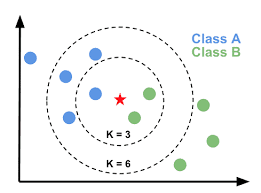 Class A
Class B
K = 3
K = 6